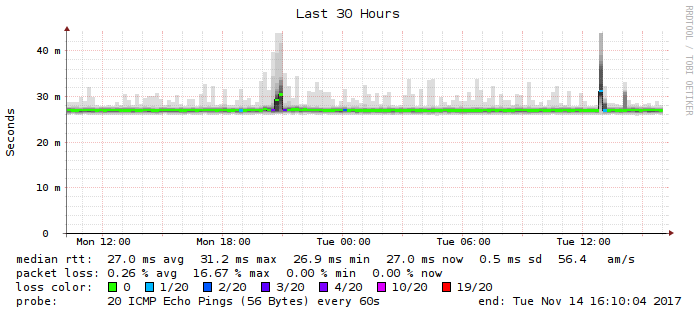 Last 30 Hours
RRDTOOL / TOBI OETIKER
Seconds
40 m
30 m
20 m
10 m
0
Mon 12:00 Mon 18:00 Tue 00:00 Tue 06:00 Tue 12:00
median rtt: 27.0 ms avg 31.2 ms max 26.9 ms min 27.0 ms now 0.5 ms sd 56.4 am/s
packet loss: 0.26 % avg 16.67 % max 0.00 % min 0.00 % now
loss color: 0 1/20 2/20 3/20 4/20 10/20 19/20
probe: 20 ICMP Echo Pings (56 Bytes) every 60s end: Tue Nov 14 16:10:04 2017